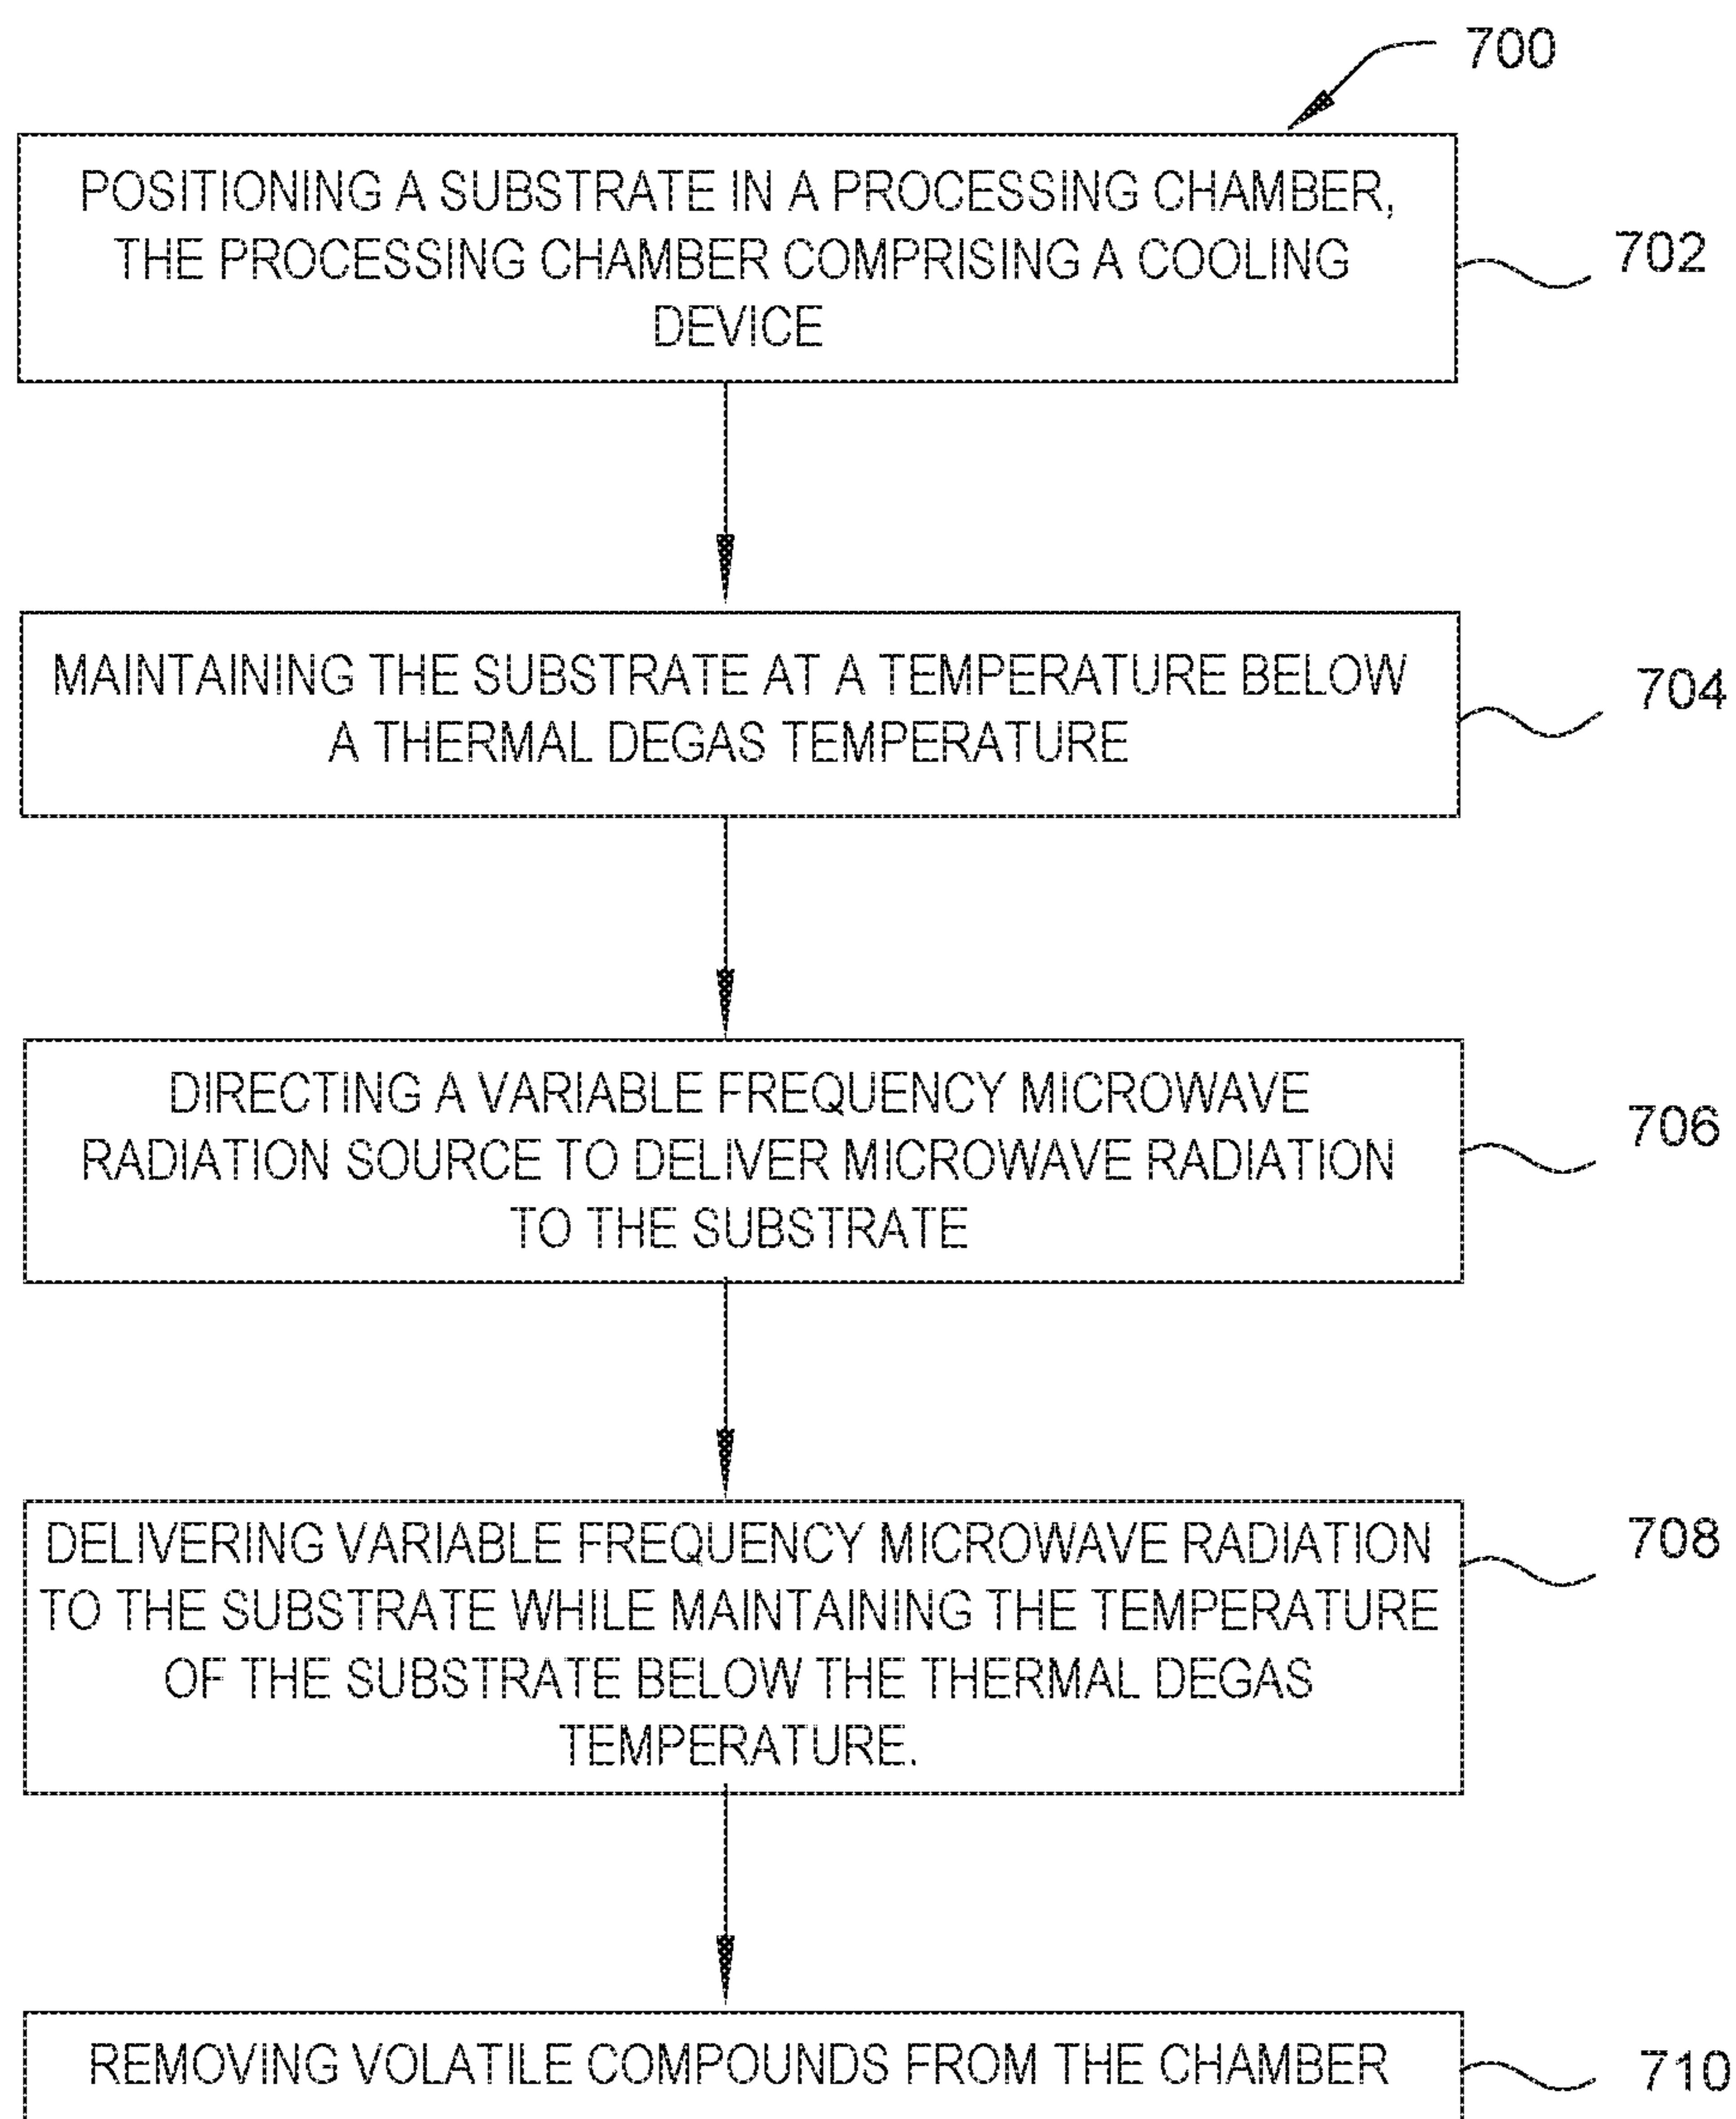 700
POSITIONING A SUBSTRATE IN A PROCESSING CHAMBER,
THE PROCESSING CHAMBER COMPRISING A COOLING
DEVICE
702
MAINTAINING THE SUBSTRATE AT A TEMPERATURE BELOW
A THERMAL DEGAS TEMPERATURE
704
DIRECTING A VARIABLE FREQUENCY MICROWAVE
RADIATION SOURCE TO DELIVER MICROWAVE RADIATION
TO THE SUBSTRATE
706
DELIVERING VARIABLE FREQUENCY MICROWAVE RADIATION
TO THE SUBSTRATE WHILE MAINTAINING THE TEMPERATURE
OF THE SUBSTRATE BELOW THE THERMAL DEGAS
TEMPERATURE.
708
REMOVING VOLATILE COMPOUNDS FROM THE CHAMBER
710